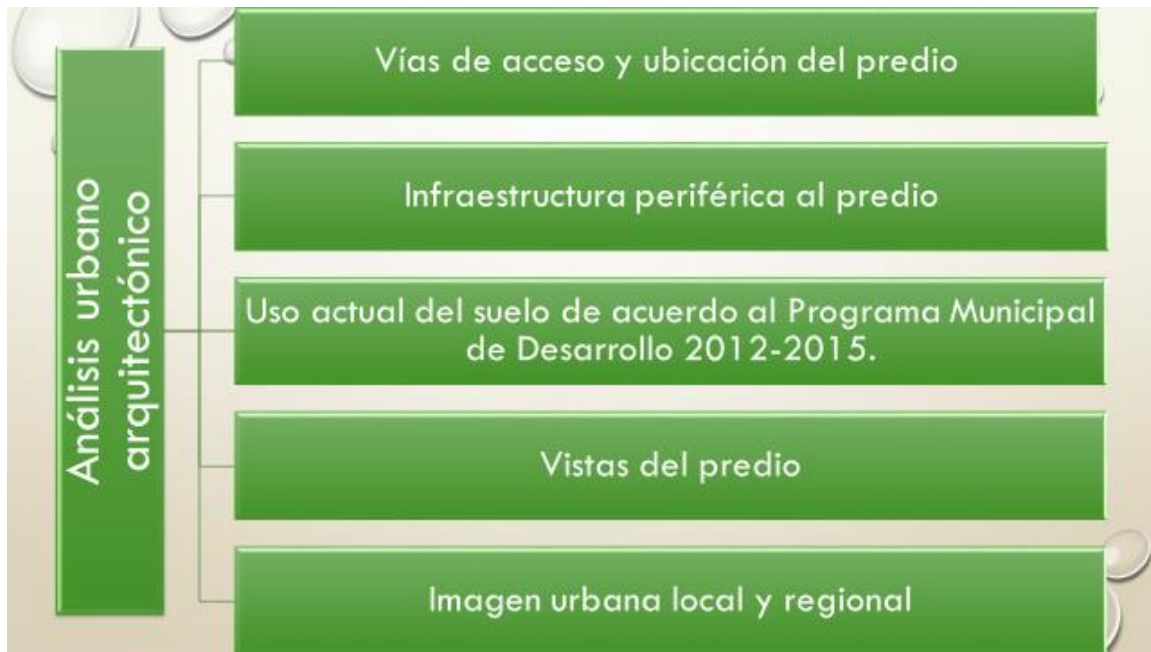 Análisis urbano
arquitectónico
Vías de acceso y ubicación del predio
Infraestructura periférica al predio
Uso actual del suelo de acuerdo al Programa Municipal
de Desarrollo 2012-2015.
Vistas del predio
Imagen urbana local y regional